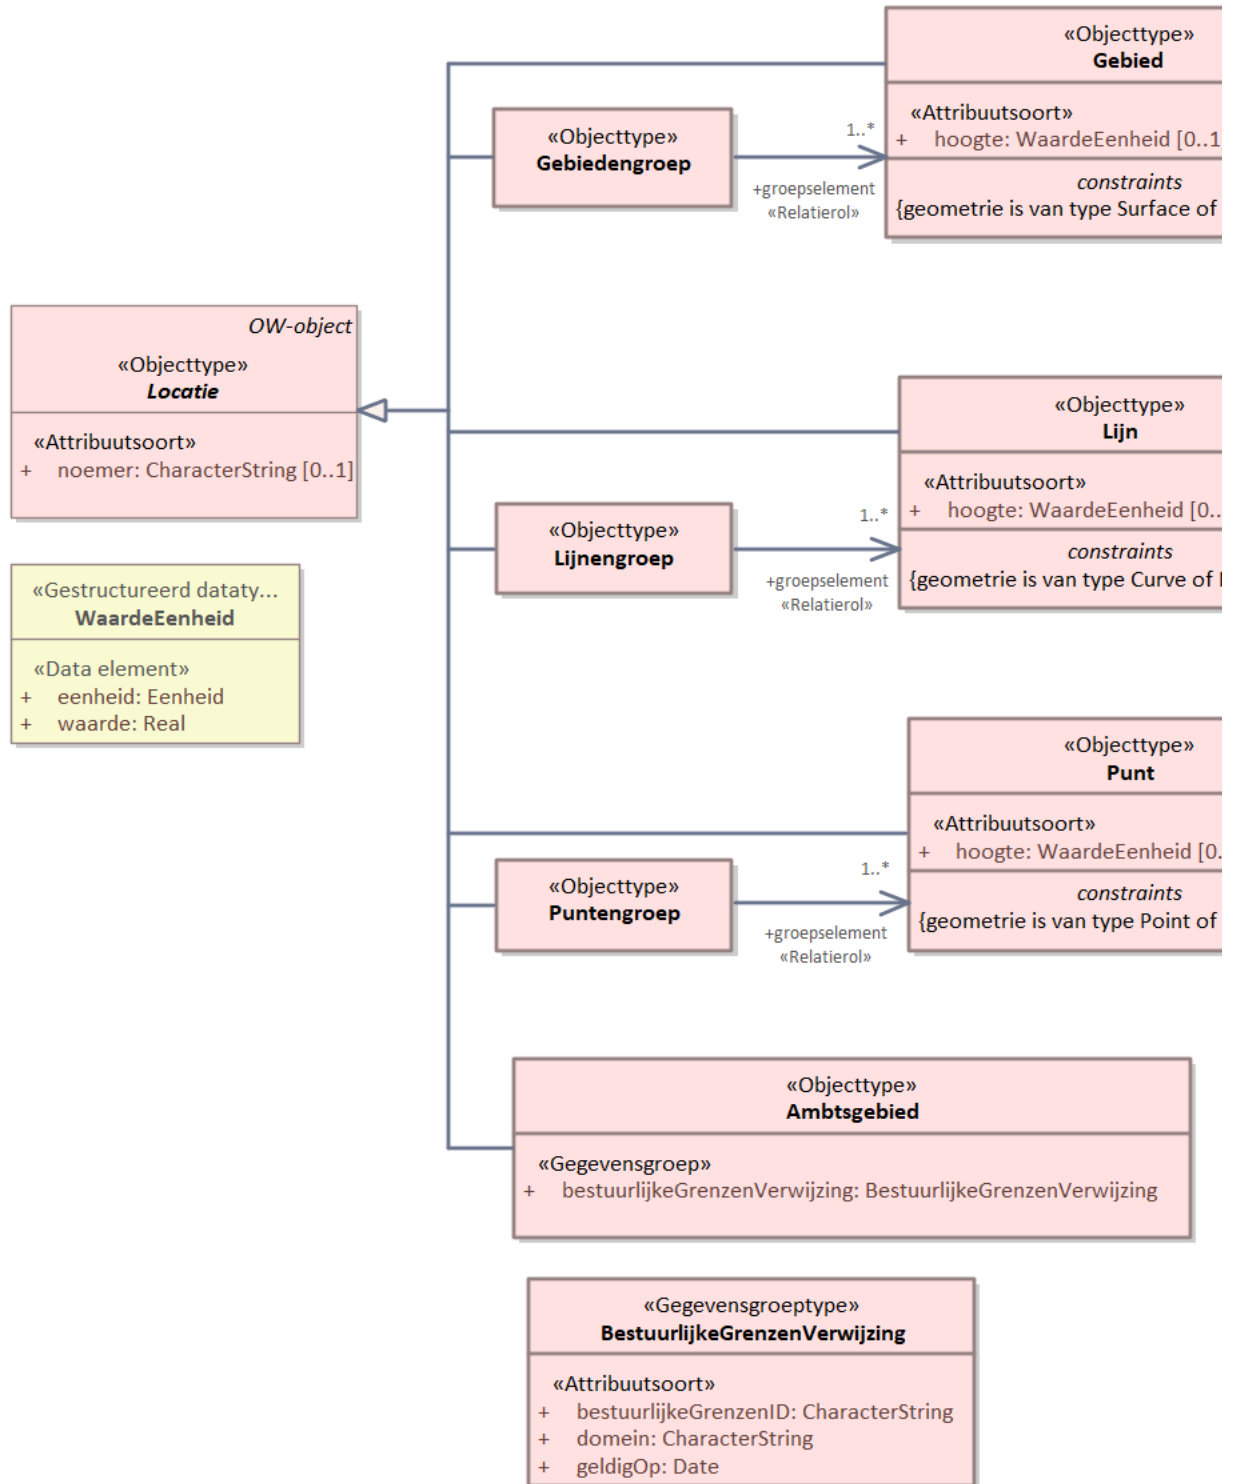 «Objecttype»
Gebied
«Attribuutsoort»
+ hoogte: WaardeEenheid [0..1
constraints
{geometrie is van type Surface of
«Objecttype»
Gebiedengroep
1..*
+groepselement
«Relatierol»
OW-object
«Objecttype»
Locatie
«Attribuutsoort»
+ noemer: CharacterString [0..1]
«Objecttype»
Lijn
«Attribuutsoort»
+ hoogte: WaardeEenheid [0..
constraints
{geometrie is van type Curve of
«Objecttype»
Lijnengroep
1..*
+groepselement
«Relatierol»
«Gestructureerd dataty...
WaardeEenheid
«Data element»
+ eenheid: Eenheid
+ waarde: Real
«Objecttype»
Punt
«Attribuutsoort»
+ hoogte: WaardeEenheid [0.
constraints
{geometrie is van type Point of
«Objecttype»
Puntengroep
1..*
+groepselement
«Relatierol»
«Objecttype»
Ambtsgebied
«Gegevensgroep»
+ bestuurlijkeGrenzenVerwijzing: BestuurlijkeGrenzenVerwijzing
«Gegevensgroeptype»
BestuurlijkeGrenzenVerwijzing
«Attribuutsoort»
+ bestuurlijkeGrenzenID: CharacterString
+ domein: CharacterString
+ geldigOp: Date